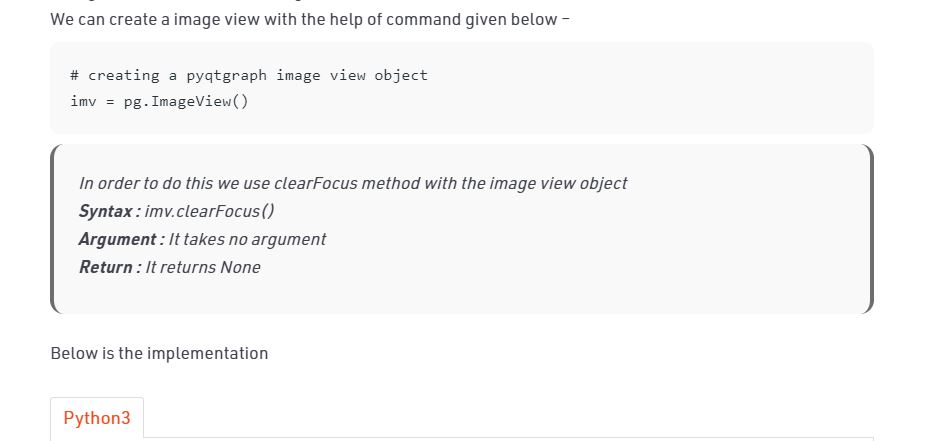 We can create a image view with the help of command given below –
# creating a pyqtgraph image view object
imv = pg.ImageView()
In order to do this we use clearFocus method with the image view object
Syntax : imv.clearFocus()
Argument : It takes no argument
Return : It returns None
Below is the implementation
Python3